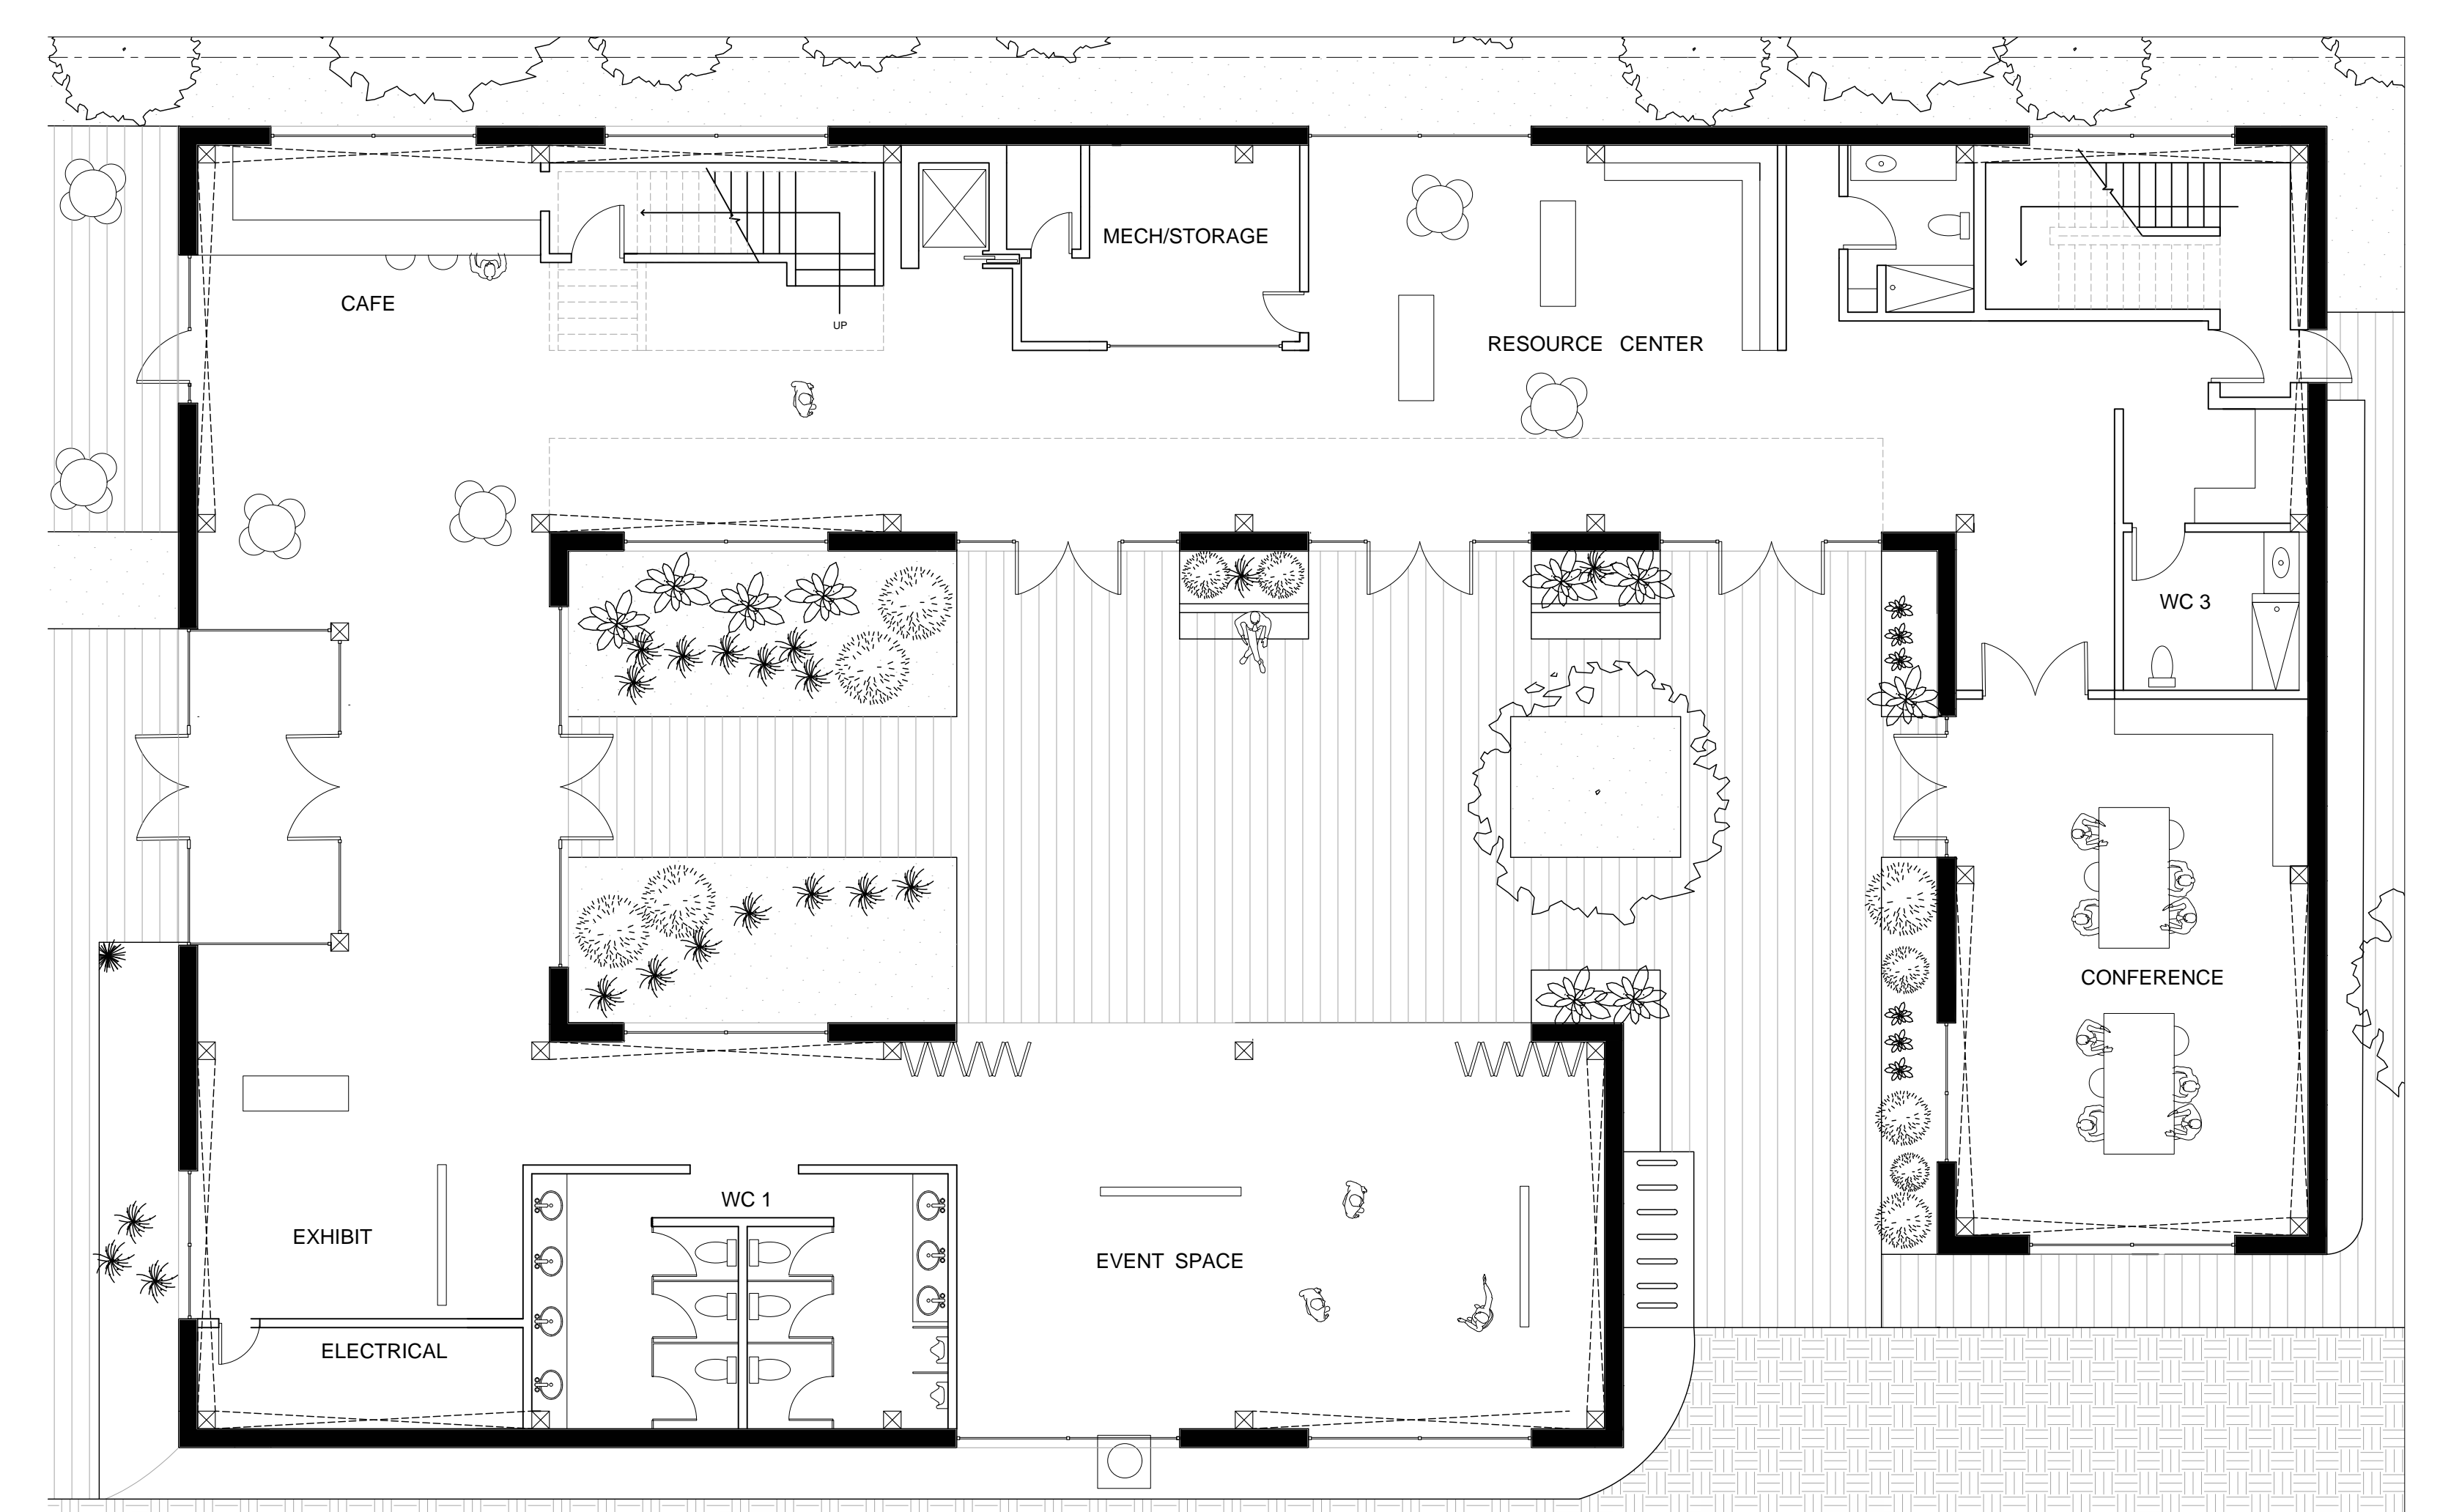 MECH/STORAGE
CAFE
UP
RESOURCE CENTER
WC 3
CONFERENCE
WC 1
EXHIBIT
EVENT SPACE
ELECTRICAL